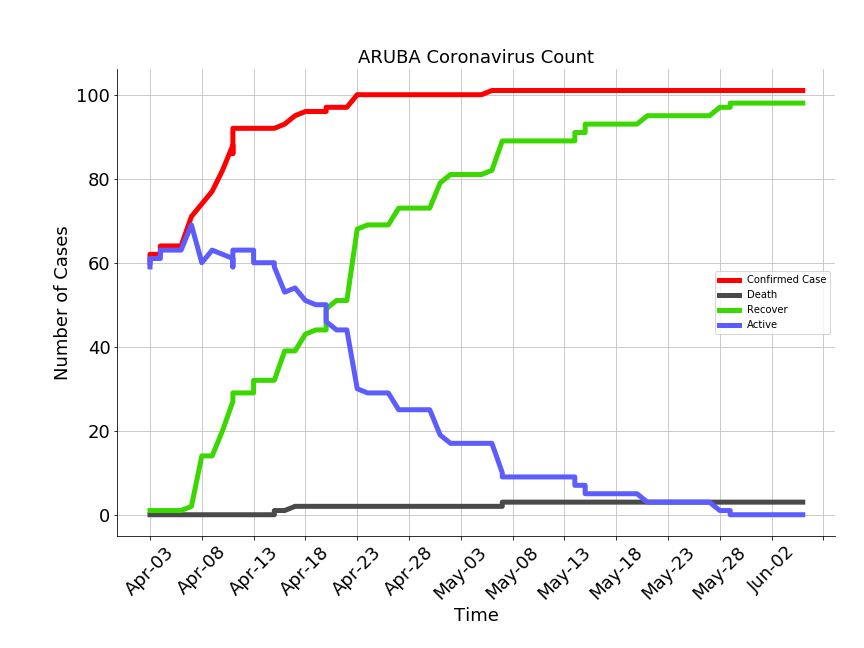 ARUBA Coronavirus Count
Number of Cases
100
80
60
40
20
0
Confirmed Case
Death
Recover
Active
Apr-03
Apr-08
Apr-13
Apr-18
Apr-23
Apr-28
May-03
May-08
May-13
May-18
May-23
May-28
Jun-02
Time